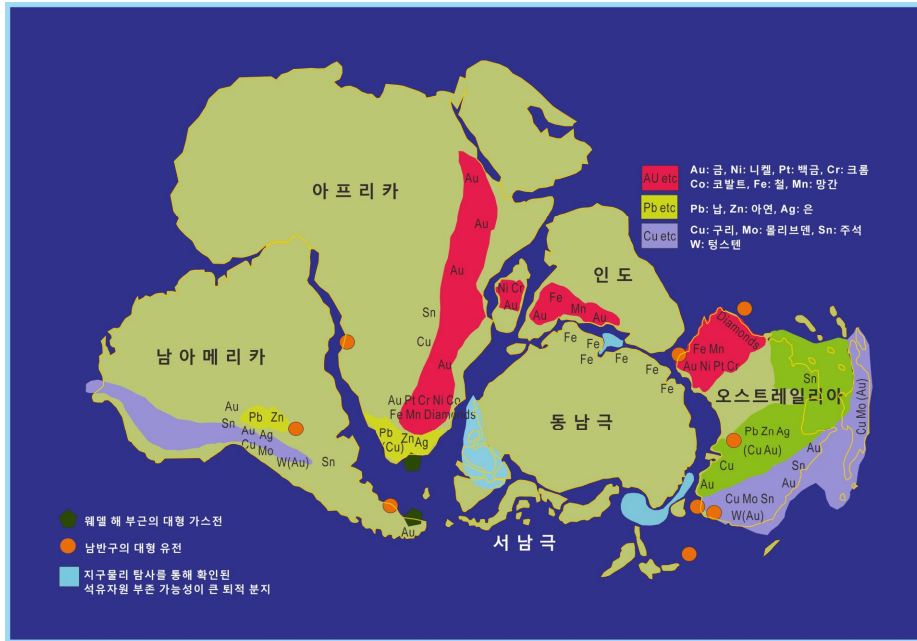 아프리카
Au
Au
Au
Sn
Cu
Au
Au Pt Cr Ni Co
Fe Mn Diamonds
Pb Zn Ag
(Cu)
AU etc
Au: 금, Ni: 니켈, Pt: 백금, Cr: 크롬
Co: 코발트, Fe: 철, Mn: 망간
Pb etc
Pb: 납, Zn: 아연, Ag: 은
Cu etc
Cu: 구리, Mo: 몰리브덴, Sn: 주석
W: 텅스텐
인도
Ni Cr
Au
Fe
Mn
Au
Au
Fe
Fe
Fe
Fe
Fe
Fe
Fe
동남극
Diamonds
Fe Mn
Au Ni Pt Cr
Sn
오스트레일리아
Cu Mo (Au)
Pb Zn Ag
(Cu Au)
Cu
Au
Sn
Au
Au
Cu Mo Sn
W(Au)
남아메리카
Au
Pb Zn
Sn
Au
Ag
Cu
Mo
W(Au)
Sn
Au
서남극
웨델 해 부근의 대형 가스전
남반구의 대형 유전
지구물리 탐사를 통해 확인된
석유자원 부존 가능성이 큰 퇴적 분지